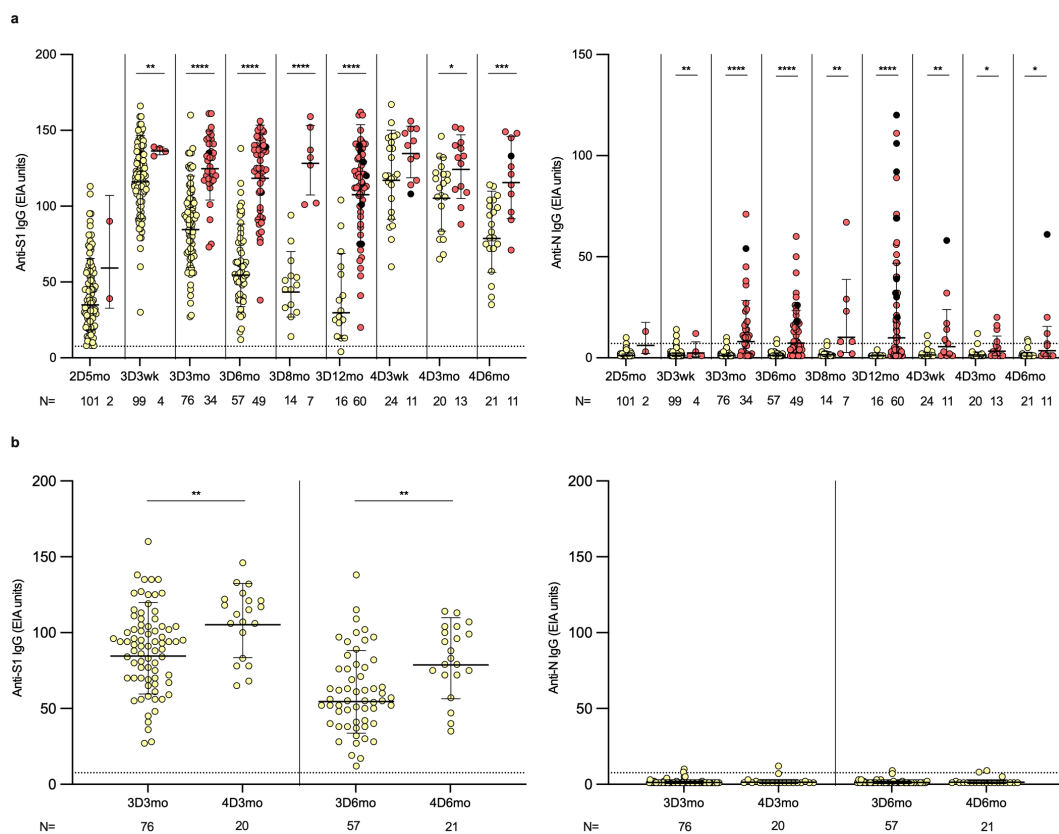 a
200
150
100
50
0
Anti-S1 IgG (EIA units)
** **** **** **** **** * ***
2D5mo 3D3wk 3D3mo 3D6mo 3D8mo 3D12mo 4D3wk 4D3mo 4D6mo
N= 101 2 99 4 76 34 57 49 14 7 16 60 24 11 20 13 21 11
150
100
50
0
Anti-N IgG (EIA units)
** **** **** ** **** ** * *
2D5mo 3D3wk 3D3mo 3D6mo 3D8mo 3D12mo 4D3wk 4D3mo 4D6mo
N= 101 2 99 4 76 34 57 49 14 7 16 60 24 11 20 13 21 11
b
200
150
100
50
0
Anti-S1 IgG (EIA units)
** **
3D3mo 4D3mo 3D6mo 4D6mo
N= 76 20 57 21
200
150
100
50
0
Anti-N IgG (EIA units)
3D3mo 4D3mo 3D6mo 4D6mo
N= 76 20 57 21